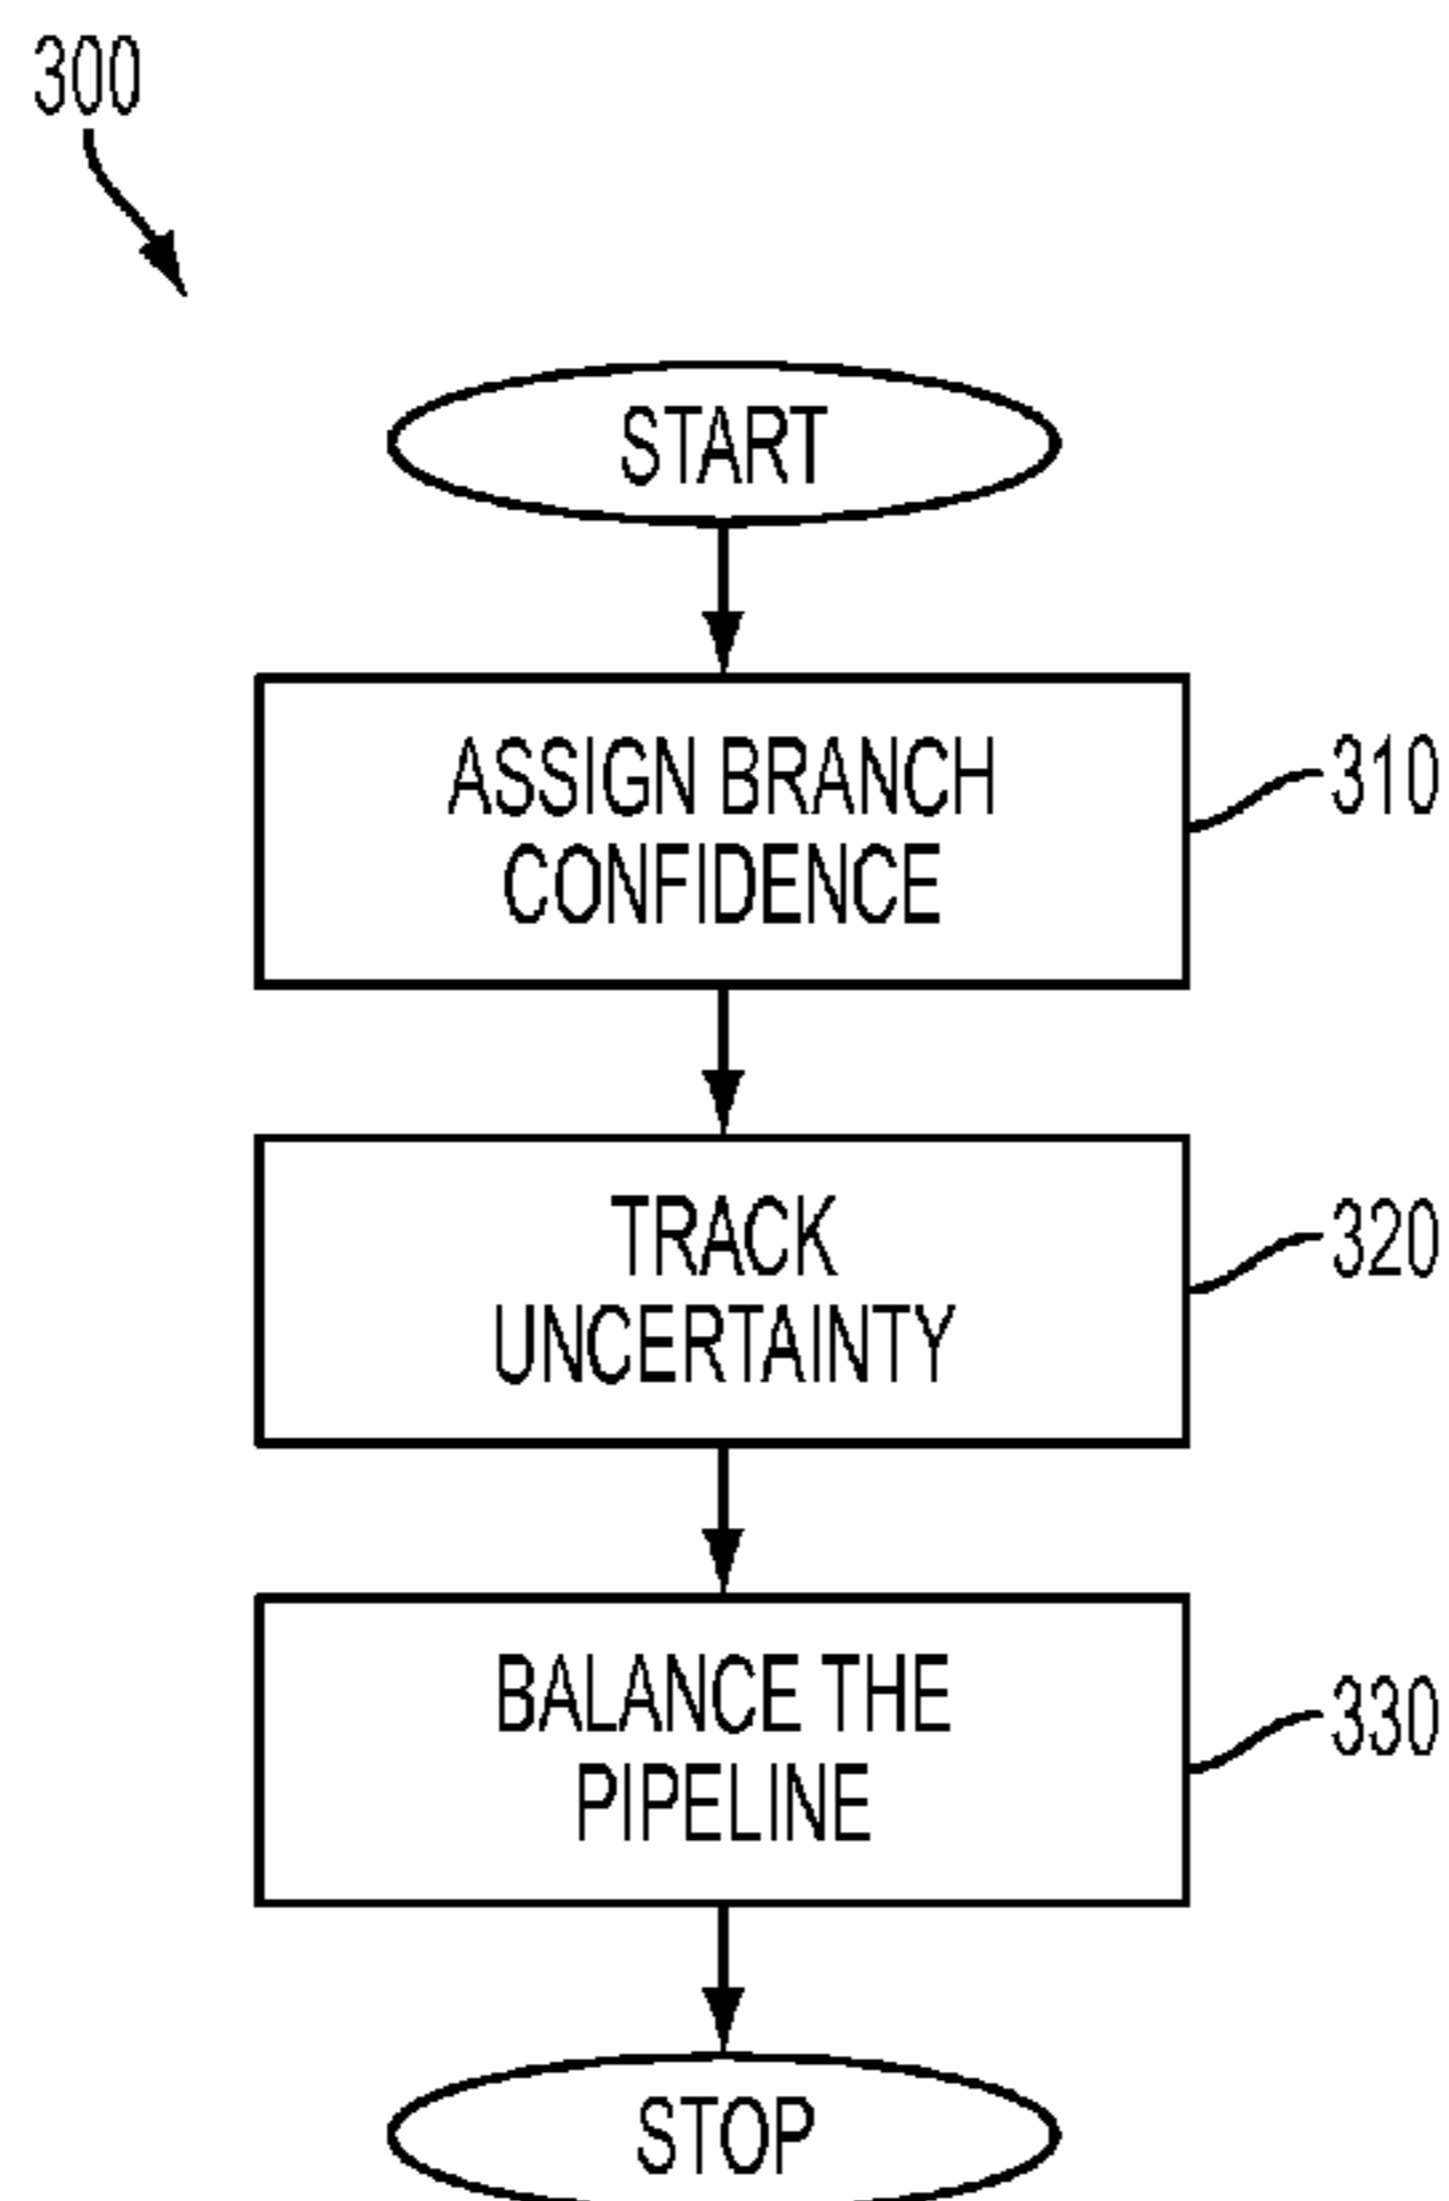 300
START
ASSIGN BRANCH
CONFIDENCE
310
TRACK
UNCERTAINTY
320
BALANCE THE
PIPELINE
330
STOP